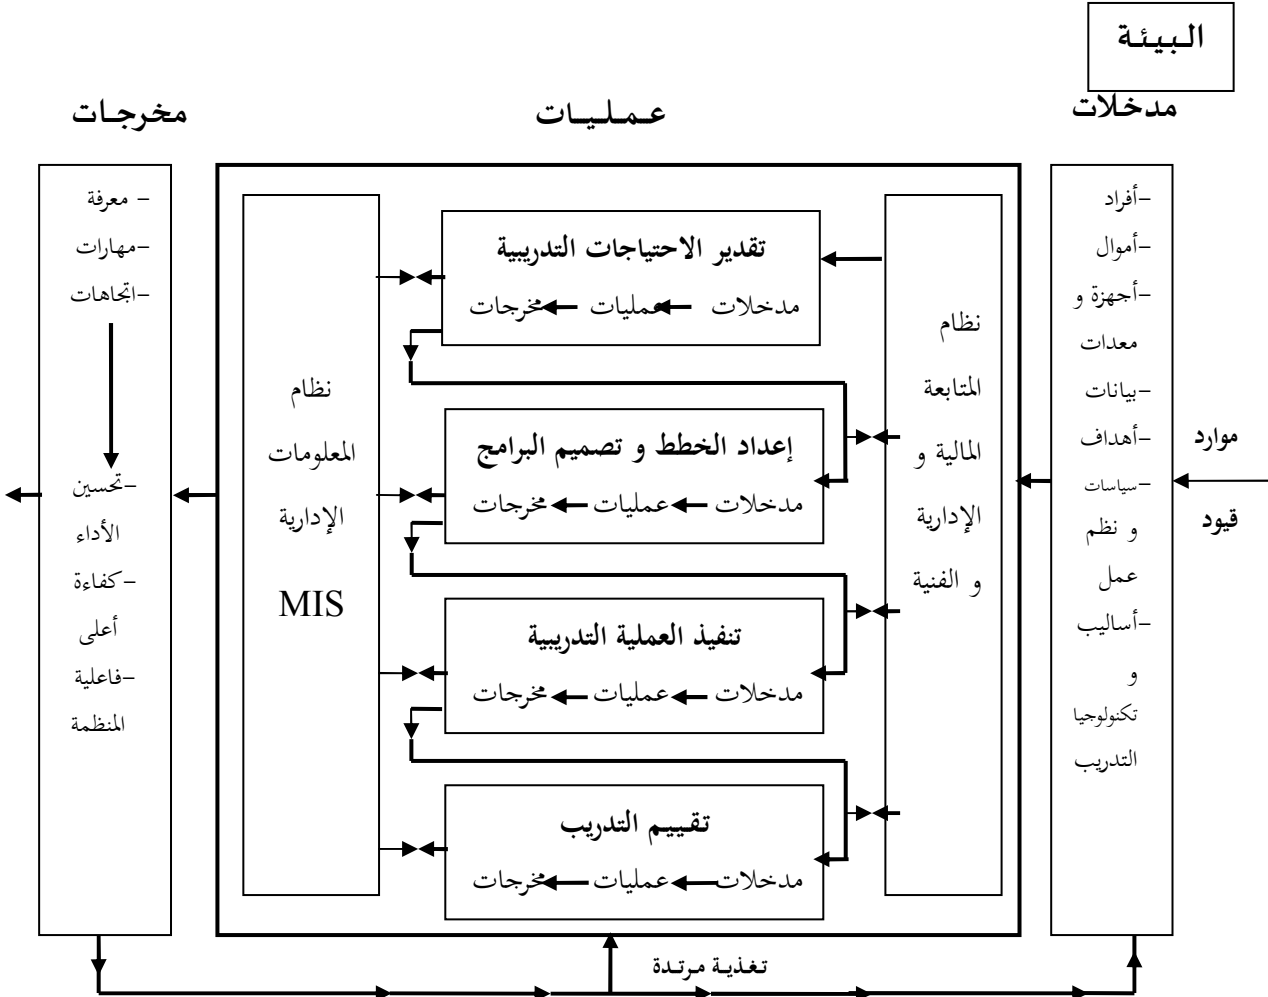 البيئة
مدخلات
عمليات
مخرجات
موارد
قيود
–أفراد
–أموال
–أجهزة و
معدات
–بيانات
–أهداف
–سياسات
و نظم
عمل
–أساليب
و
تكنولوجيا
التدريب
نظام
المتابعة
المالية و
الإدارية
و الفنية
تقدير الاحتياجات التدريبية
مدخلات عمليات مخرجات
إعداد الخطط و تصميم البرامج
مدخلات عمليات مخرجات
تنفيذ العملية التدريبية
مدخلات عمليات مخرجات
تقييم التدريب
مدخلات عمليات مخرجات
نظام
المعلومات
الإدارية
MIS
– معرفة
–مهارات
–اتجاهات
–تحسين
الأداء
–كفاءة
أعلى
–فاعلية
المنظمة
تغذية مرتدة